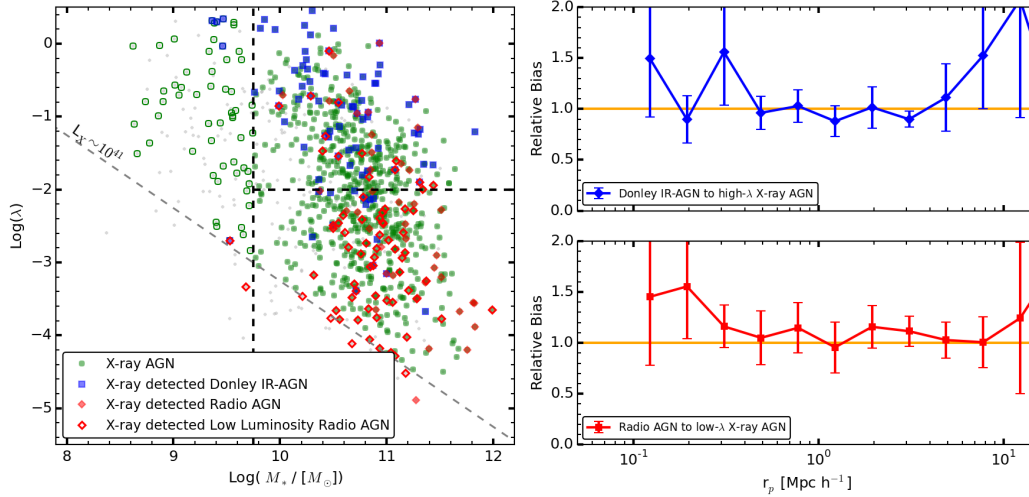 0
−1
−2
−3
−4
−5
Log(λ)
L_X ~10^41
X-ray AGN
X-ray detected Donley IR-AGN
X-ray detected Radio AGN
X-ray detected Low Luminosity Radio AGN
8
9
10
11
12
Log( M_* / [M_⊙])
2.0
1.5
1.0
0.5
0.0
Relative Bias
Donley IR-AGN to high-λ X-ray AGN
2.0
1.5
1.0
0.5
0.0
Relative Bias
Radio AGN to low-λ X-ray AGN
10^−1
10^0
10^1
r_p [Mpc h^−1]